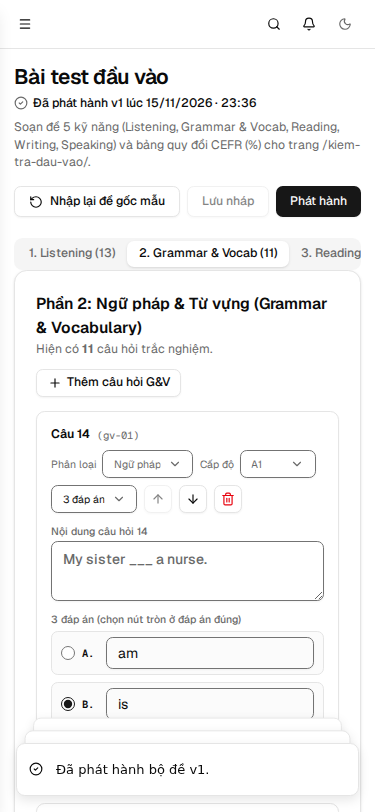 Bài test đầu vào
Đã phát hành v1 lúc 15/11/2026 · 23:36
Soạn đề 5 kỹ năng (Listening, Grammar & Vocab, Reading,
Writing, Speaking) và bảng quy đổi CEFR (%) cho trang /kiem-
tra-dau-vao/.
Nhập lại đề gốc mẫu
Lưu nháp
Phát hành
1. Listening (13)
2. Grammar & Vocab (11)
3. Reading
Phần 2: Ngữ pháp & Từ vựng (Grammar
& Vocabulary)
Hiện có 11 câu hỏi trắc nghiệm.
Thêm câu hỏi G&V
Câu 14 (gv-01)
Phân loại Ngữ pháp Cấp độ A1
3 đáp án
Nội dung câu hỏi 14
My sister ___ a nurse.
3 đáp án (chọn nút tròn ở đáp án đúng)
A. am
B. is
Đã phát hành bộ đề v1.